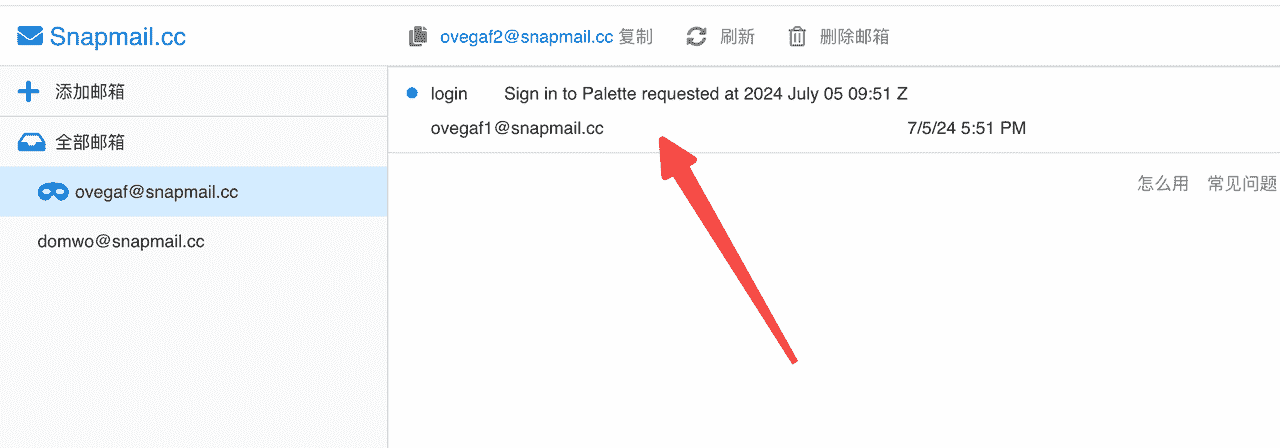 Snapmail.cc
ovegaf2@snapmail.cc 复制 刷新 删除邮箱
添加邮箱
全部邮箱
ovegaf@snapmail.cc
domwo@snapmail.cc
login Sign in to Palette requested at 2024 July 05 09:51 Z
ovegaf1@snapmail.cc 7/5/24 5:51 PM
怎么用 常见问题